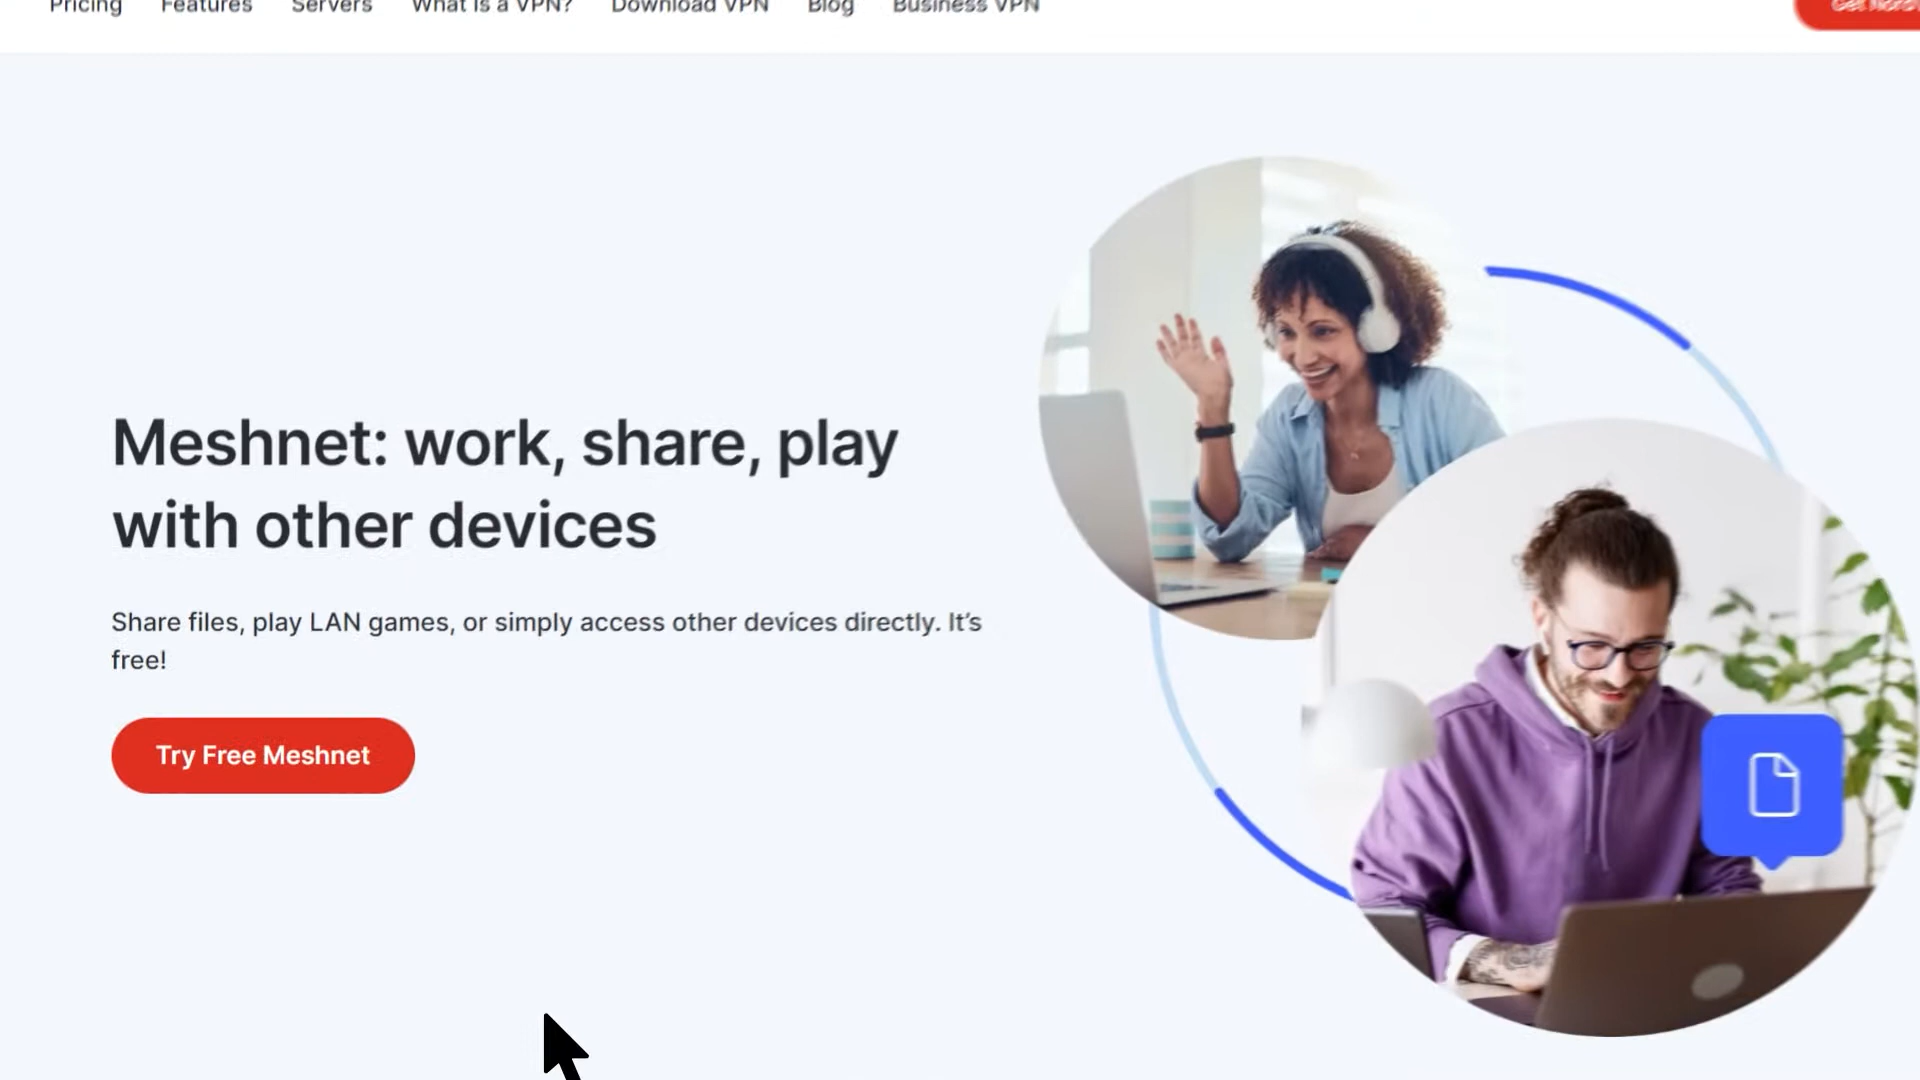 Pricing Features Servers What is a VPN? Download VPN Blog Business VPN
Meshnet: work, share, play
with other devices
Share files, play LAN games, or simply access other devices directly. It’s
free!
Try Free Meshnet